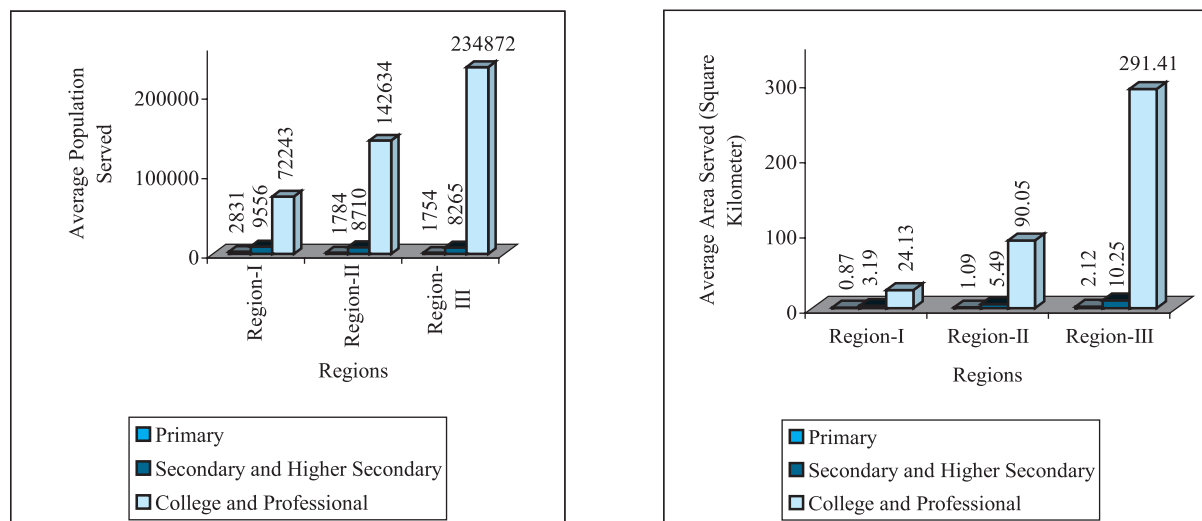 Average Population
Served
200000
100000
0
2831
9556
72243
1784
8710
142634
1754
8265
234872
Region-I
Region-II
Region-
III
Regions
Primary
Secondary and Higher Secondary
College and Professional
Average Area Served (Square
Kilometer)
300
200
100
0
0.87
3.19
24.13
1.09
5.49
90.05
2.12
10.25
291.41
Region-I
Region-II
Region-III
Regions
Primary
Secondary and Higher Secondary
College and Professional